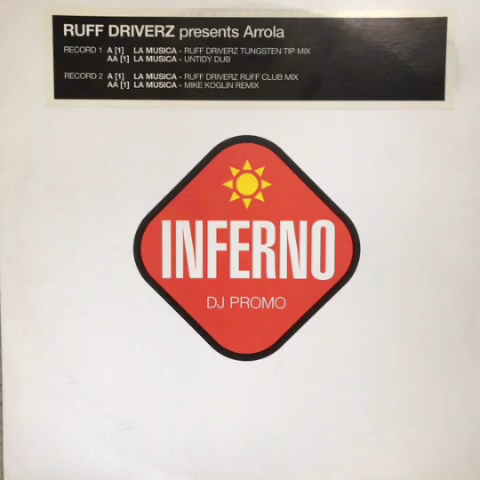 RUFF DRIVERZ presents Arrola
RECORD 1 A [1] LA MUSICA - RUFF DRIVERZ TUNGSTEN TIP MIX
AA [1] LA MUSICA - UNTIDY DUB
RECORD 2 A [1] LA MUSICA - RUFF DRIVERZ RUFF CLUB MIX
AA [1] LA MUSICA - MIKE KOGLIN REMIX
INFERNO
DJ PROMO